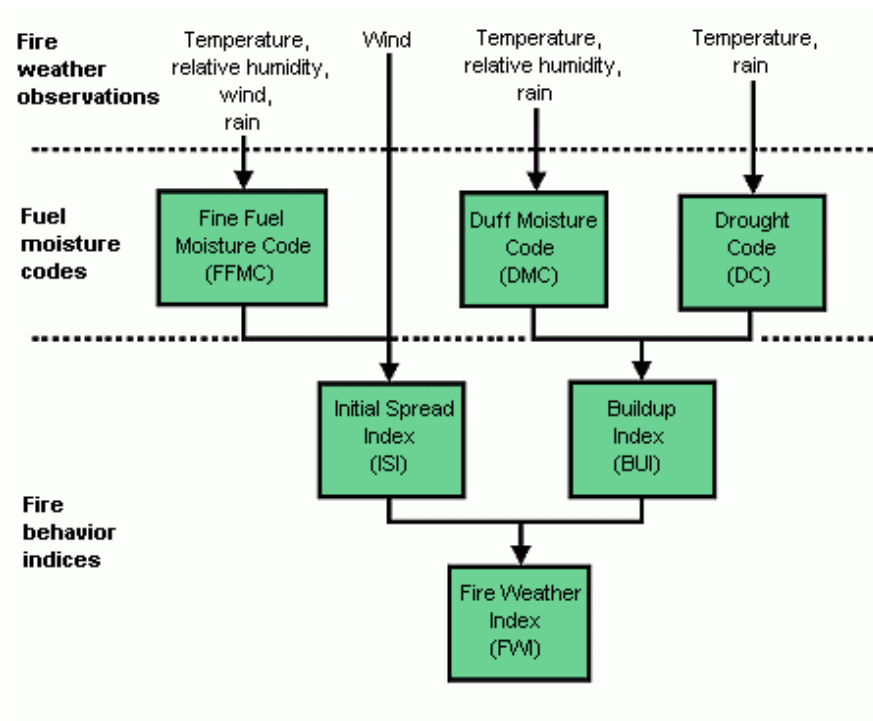 Fire
weather
observations
Temperature,
relative humidity,
wind,
rain
Wind
Temperature,
relative humidity,
rain
Temperature,
rain
Fuel
moisture
codes
Fine Fuel
Moisture Code
(FFMC)
Duff Moisture
Code
(DMC)
Drought
Code
(DC)
Fire
behavior
indices
Initial Spread
Index
(ISI)
Buildup
Index
(BUI)
Fire Weather
Index
(FWI)